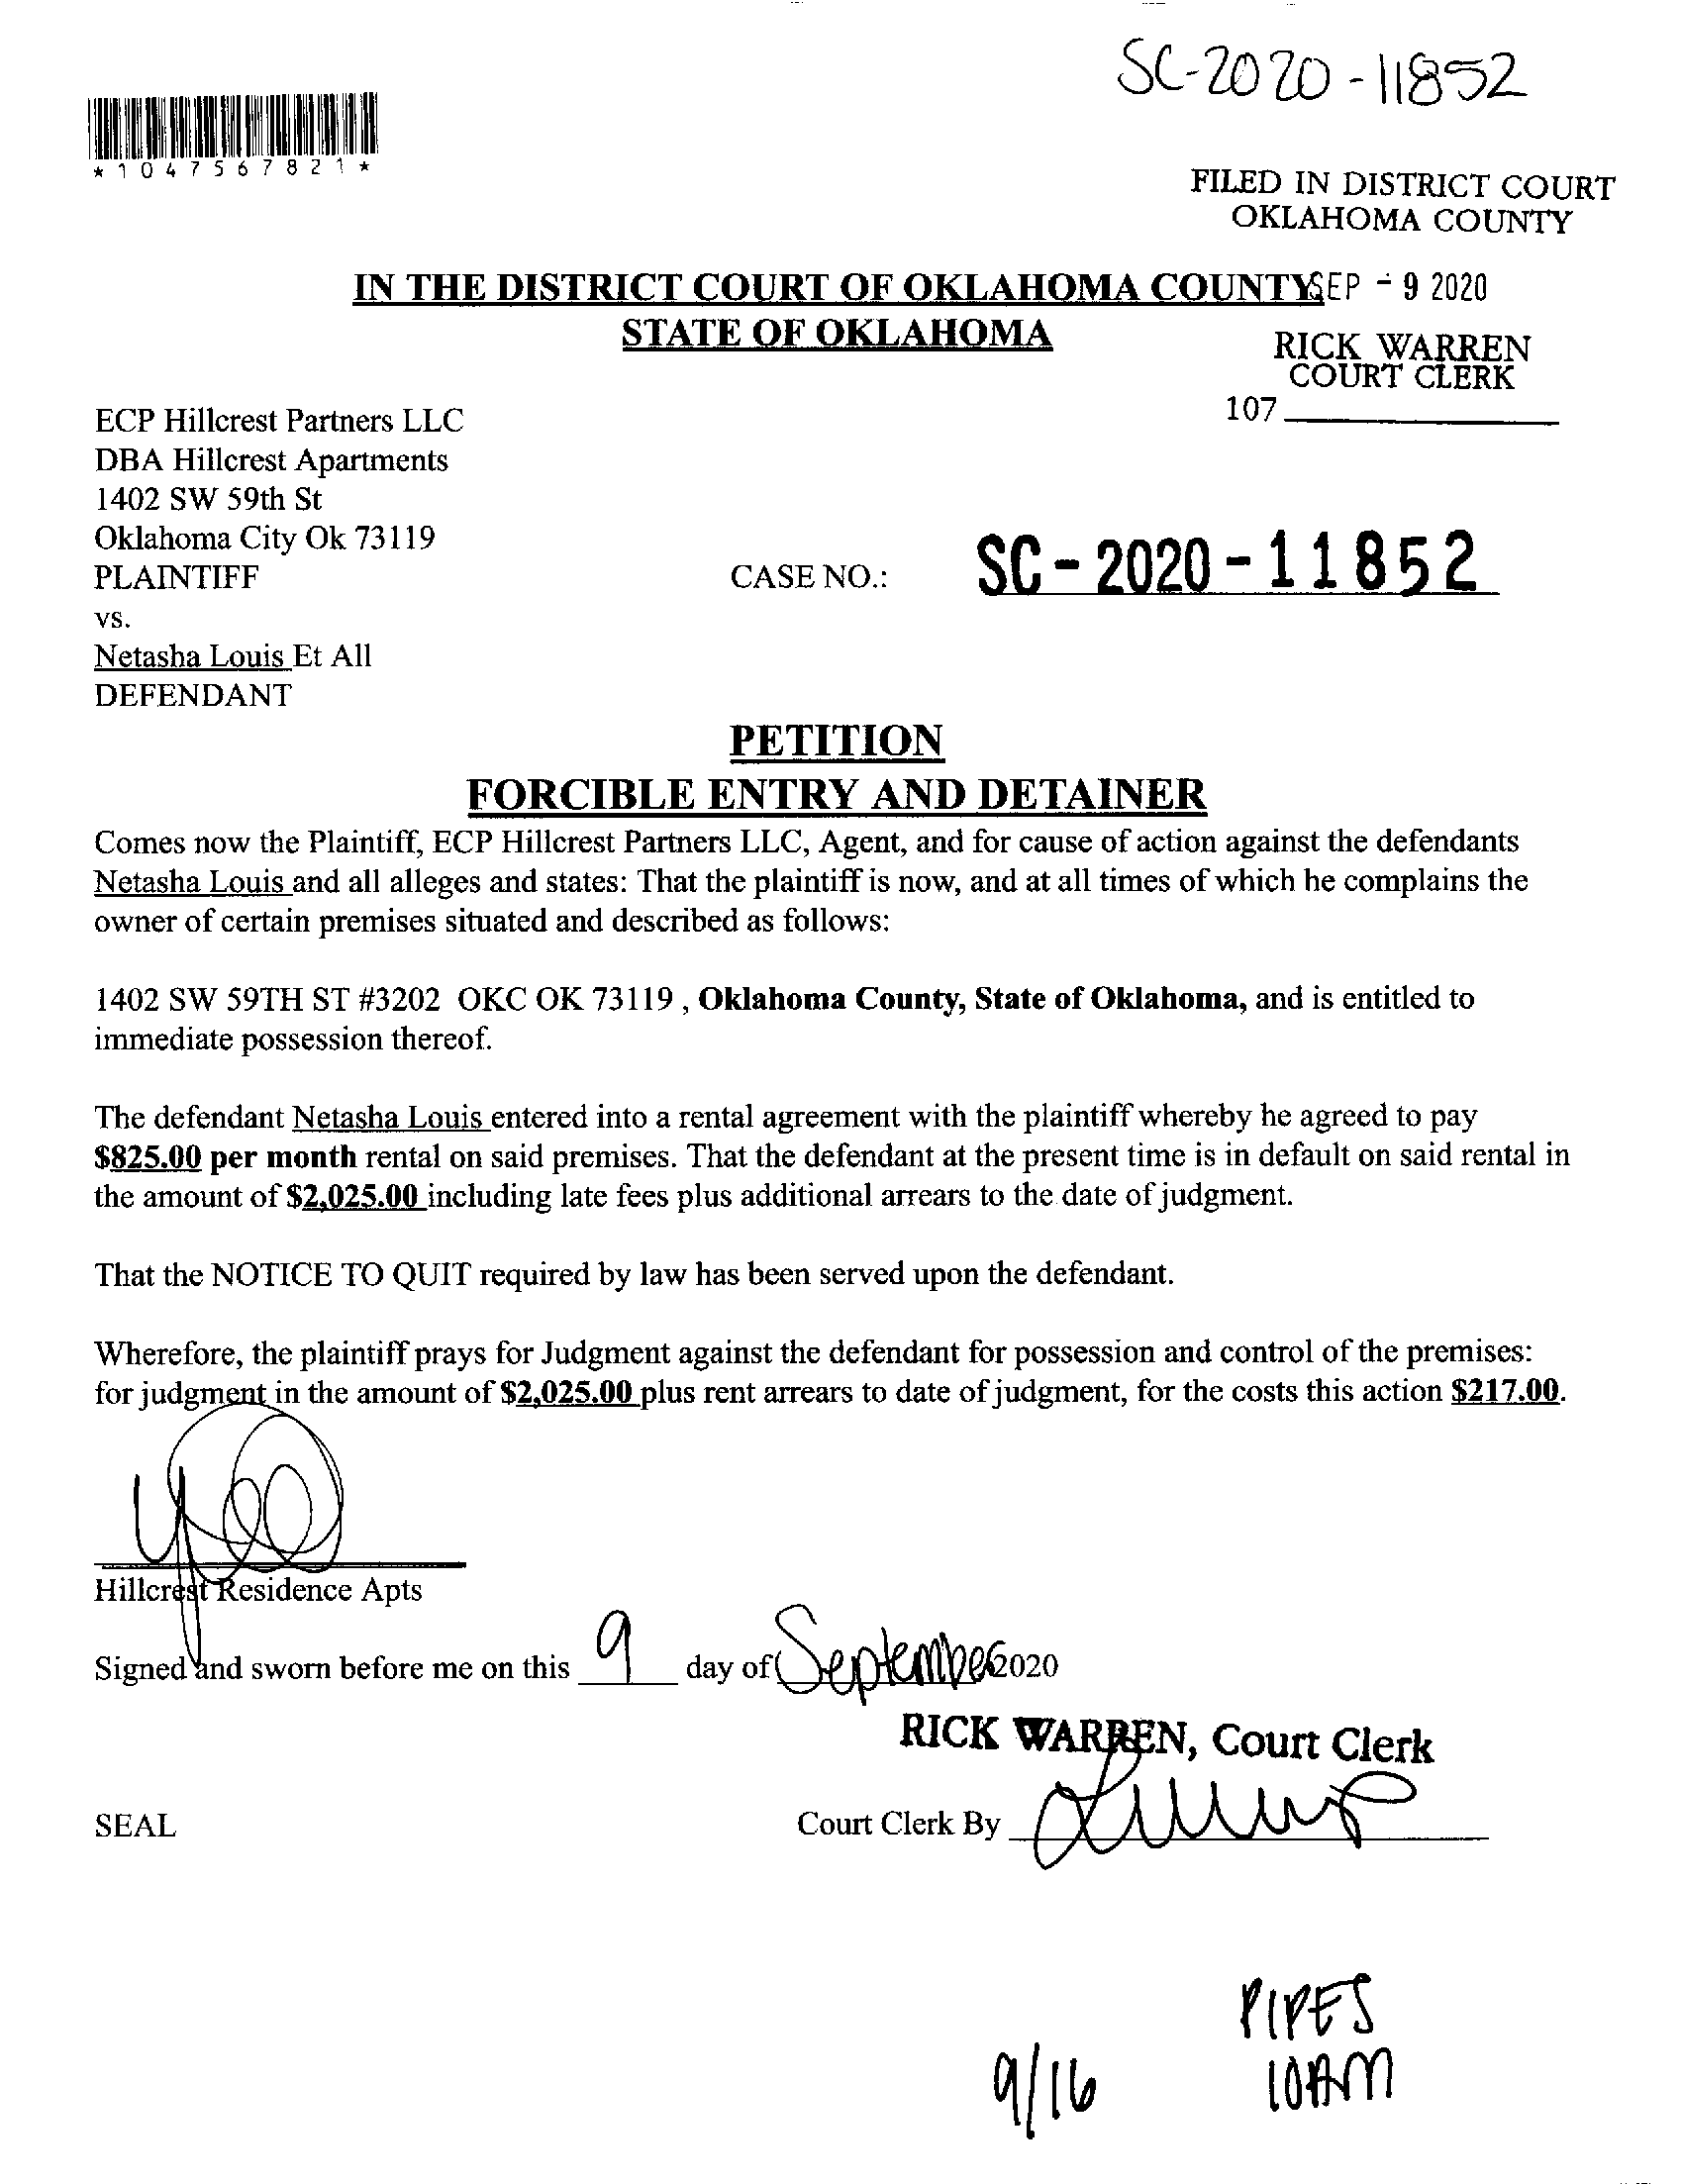 SC-2020-11852
*1047567821*
FILED IN DISTRICT COURT
OKLAHOMA COUNTY
IN THE DISTRICT COURT OF OKLAHOMA COUNTY SEP - 9 2020
STATE OF OKLAHOMA
RICK WARREN
COURT CLERK
107
ECP Hillcrest Partners LLC
DBA Hillcrest Apartments
1402 SW 59th St
Oklahoma City Ok 73119
PLAINTIFF
CASE NO.: SC-2020-11852
vs.
Netasha Louis Et All
DEFENDANT
PETITION
FORCIBLE ENTRY AND DETAINER
Comes now the Plaintiff, ECP Hillcrest Partners LLC, Agent, and for cause of action against the defendants
Netasha Louis and all alleges and states: That the plaintiff is now, and at all times of which he complains the
owner of certain premises situated and described as follows:
1402 SW 59TH ST #3202 OKC OK 73119 , Oklahoma County, State of Oklahoma, and is entitled to
immediate possession thereof.
The defendant Netasha Louis entered into a rental agreement with the plaintiff whereby he agreed to pay
$825.00 per month rental on said premises. That the defendant at the present time is in default on said rental in
the amount of $2,025.00 including late fees plus additional arrears to the date of judgment.
That the NOTICE TO QUIT required by law has been served upon the defendant.
Wherefore, the plaintiff prays for Judgment against the defendant for possession and control of the premises:
for judgment in the amount of $2,025.00 plus rent arrears to date of judgment, for the costs this action $217.00.
Hillcrest Residence Apts
Signed and sworn before me on this 9 day of September 2020
RICK WARREN, Court Clerk
SEAL
Court Clerk By
PIPES
9/16 10AM